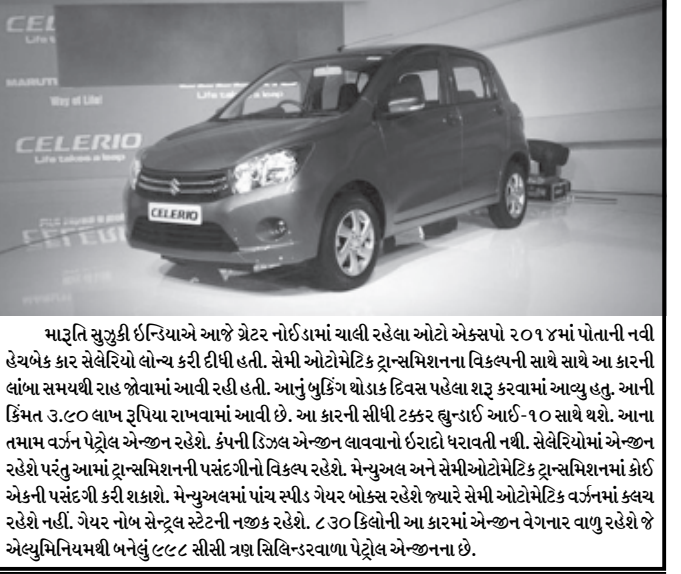 CELERIO
Life takes a leap
MARUTI
Way of Life!
Life takes a leap
CELERIO
Life takes a leap
CELERIO
મારૂતિ સુઝુકી ઇન્ડિયાએ આજે ગ્રેટર નોઈડામાં ચાલી રહેલા ઓટો એક્સપો ૨૦૧૪માં પોતાની નવી
હેચબેક કાર સેલેરિયો લોન્ચ કરી દીધી હતી. સેમી ઓટોમેટિક ટ્રાન્સમિશનના વિકલ્પની સાથે સાથે આ કારની
લાંબા સમયથી રાહ જોવામાં આવી રહી હતી. આનું બુકિંગ થોડાક દિવસ પહેલા શરૂ કરવામાં આવ્યુ હતુ. આની
કિંમત ૩.૯૦ લાખ રૂપિયા રાખવામાં આવી છે. આ કારની સીધી ટક્કર હ્યુન્ડાઈ આઈ-૧૦ સાથે થશે. આના
તમામ વર્ઝન પેટ્રોલ એન્જીન રહેશે. કંપની ડિઝલ એન્જીન લાવવાનો ઇરાદો ધરાવતી નથી. સેલેરિયોમાં એન્જીન
રહેશે પરંતુ આમાં ટ્રાન્સમિશનની પસંદગીનો વિકલ્પ રહેશે. મેન્યુઅલ અને સેમીઓટોમેટિક ટ્રાન્સમિશનમાં કોઈ
એકની પસંદગી કરી શકાશે. મેન્યુઅલમાં પાંચ સ્પીડ ગેયર બોક્સ રહેશે જ્યારે સેમી ઓટોમેટિક વર્ઝનમાં ક્લચ
રહેશે નહીં. ગેયર નોબ સેન્ટ્રલ સ્ટેટની નજીક રહેશે. ૮૩૦ કિલોની આ કારમાં એન્જીન વેગનાર વાળુ રહેશે જે
એલ્યુમિનિયમથી બનેલું ૯૯૮ સીસી ત્રણ સિલિન્ડરવાળા પેટ્રોલ એન્જીનના છે.